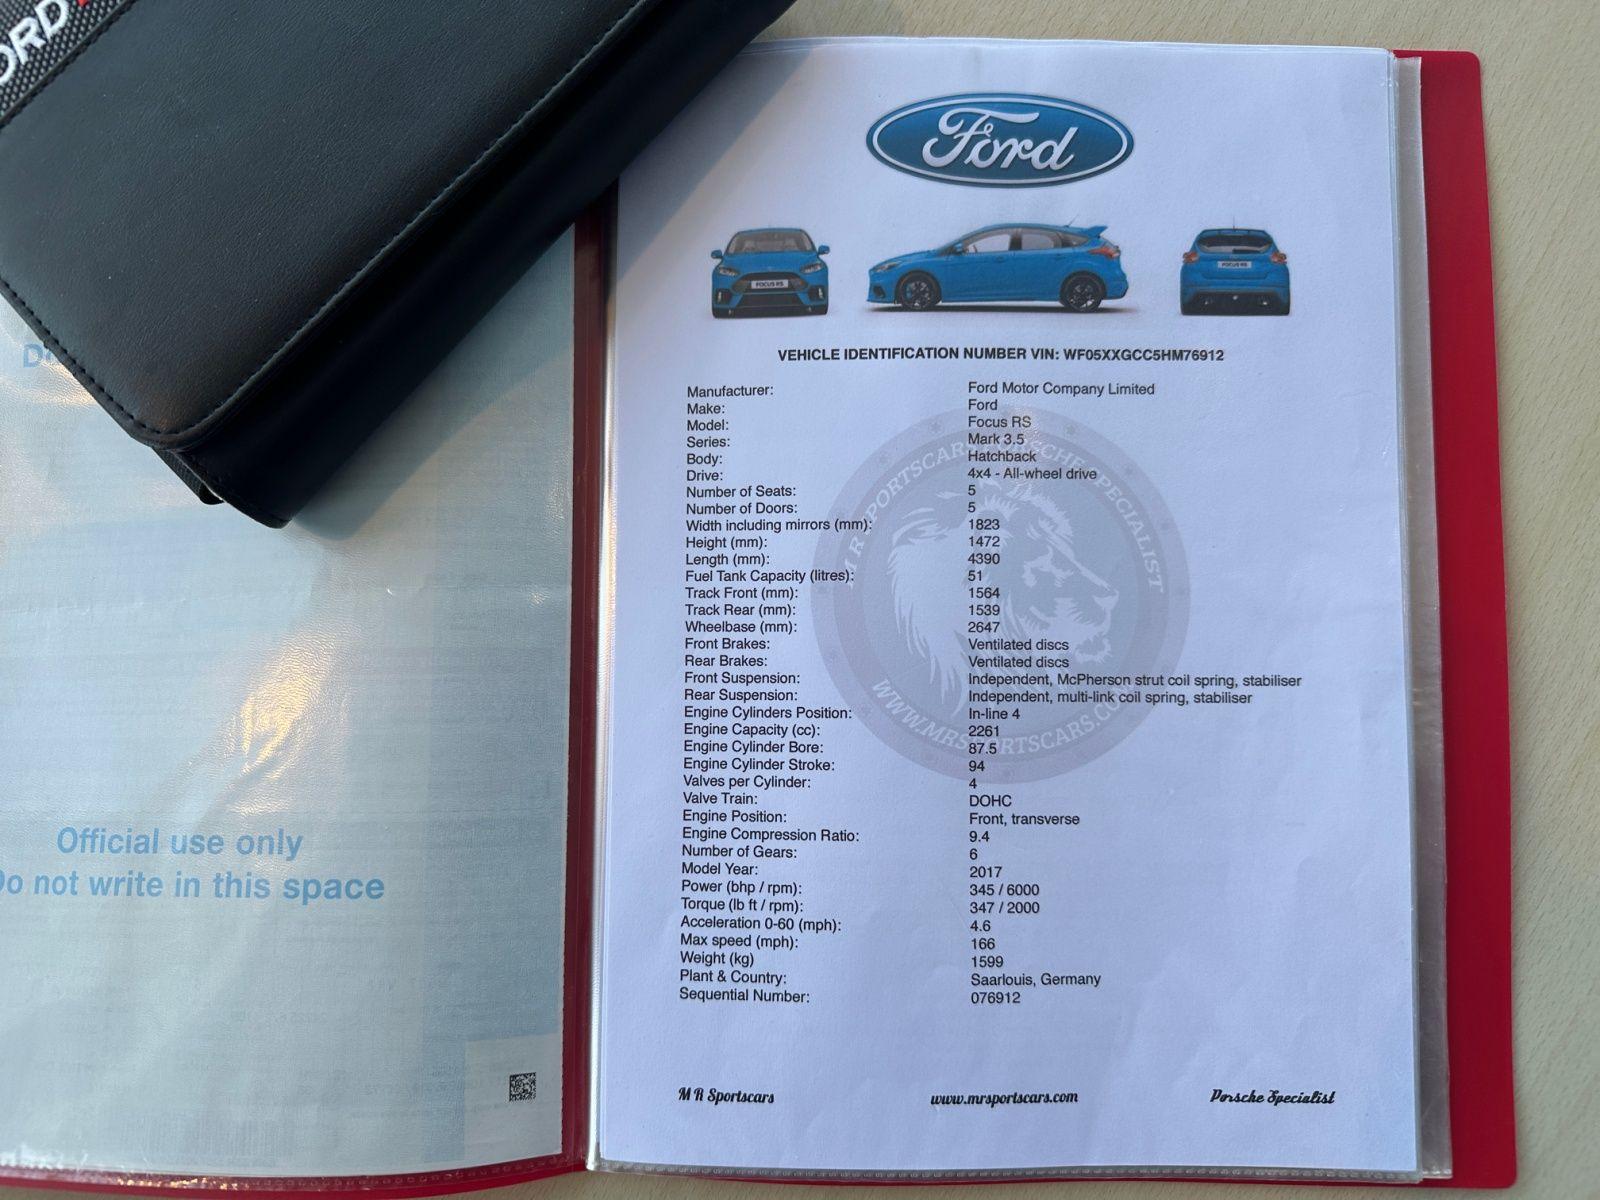 Ford
FOCUS RS
FOCUS RS
VEHICLE IDENTIFICATION NUMBER VIN: WF05XXGCC5HM76912
Manufacturer: Ford Motor Company Limited
Make: Ford
Model: Focus RS
Series: Mark 3.5
Body: Hatchback
Drive: 4x4 - All-wheel drive
Number of Seats: 5
Number of Doors: 5
Width including mirrors (mm): 1823
Height (mm): 1472
Length (mm): 4390
Fuel Tank Capacity (litres): 51
Track Front (mm): 1564
Track Rear (mm): 1539
Wheelbase (mm): 2647
Front Brakes: Ventilated discs
Rear Brakes: Ventilated discs
Front Suspension: Independent, McPherson strut coil spring, stabiliser
Rear Suspension: Independent, multi-link coil spring, stabiliser
Engine Cylinders Position: In-line 4
Engine Capacity (cc): 2261
Engine Cylinder Bore: 87.5
Engine Cylinder Stroke: 94
Valves per Cylinder: 4
Valve Train: DOHC
Engine Position: Front, transverse
Engine Compression Ratio: 9.4
Number of Gears: 6
Model Year: 2017
Power (bhp / rpm): 345 / 6000
Torque (lb ft / rpm): 347 / 2000
Acceleration 0-60 (mph): 4.6
Max speed (mph): 166
Weight (kg) 1599
Plant & Country: Saarlouis, Germany
Sequential Number: 076912
M R Sportscars www.mrsportscars.com Porsche Specialist
Official use only
Do not write in this space